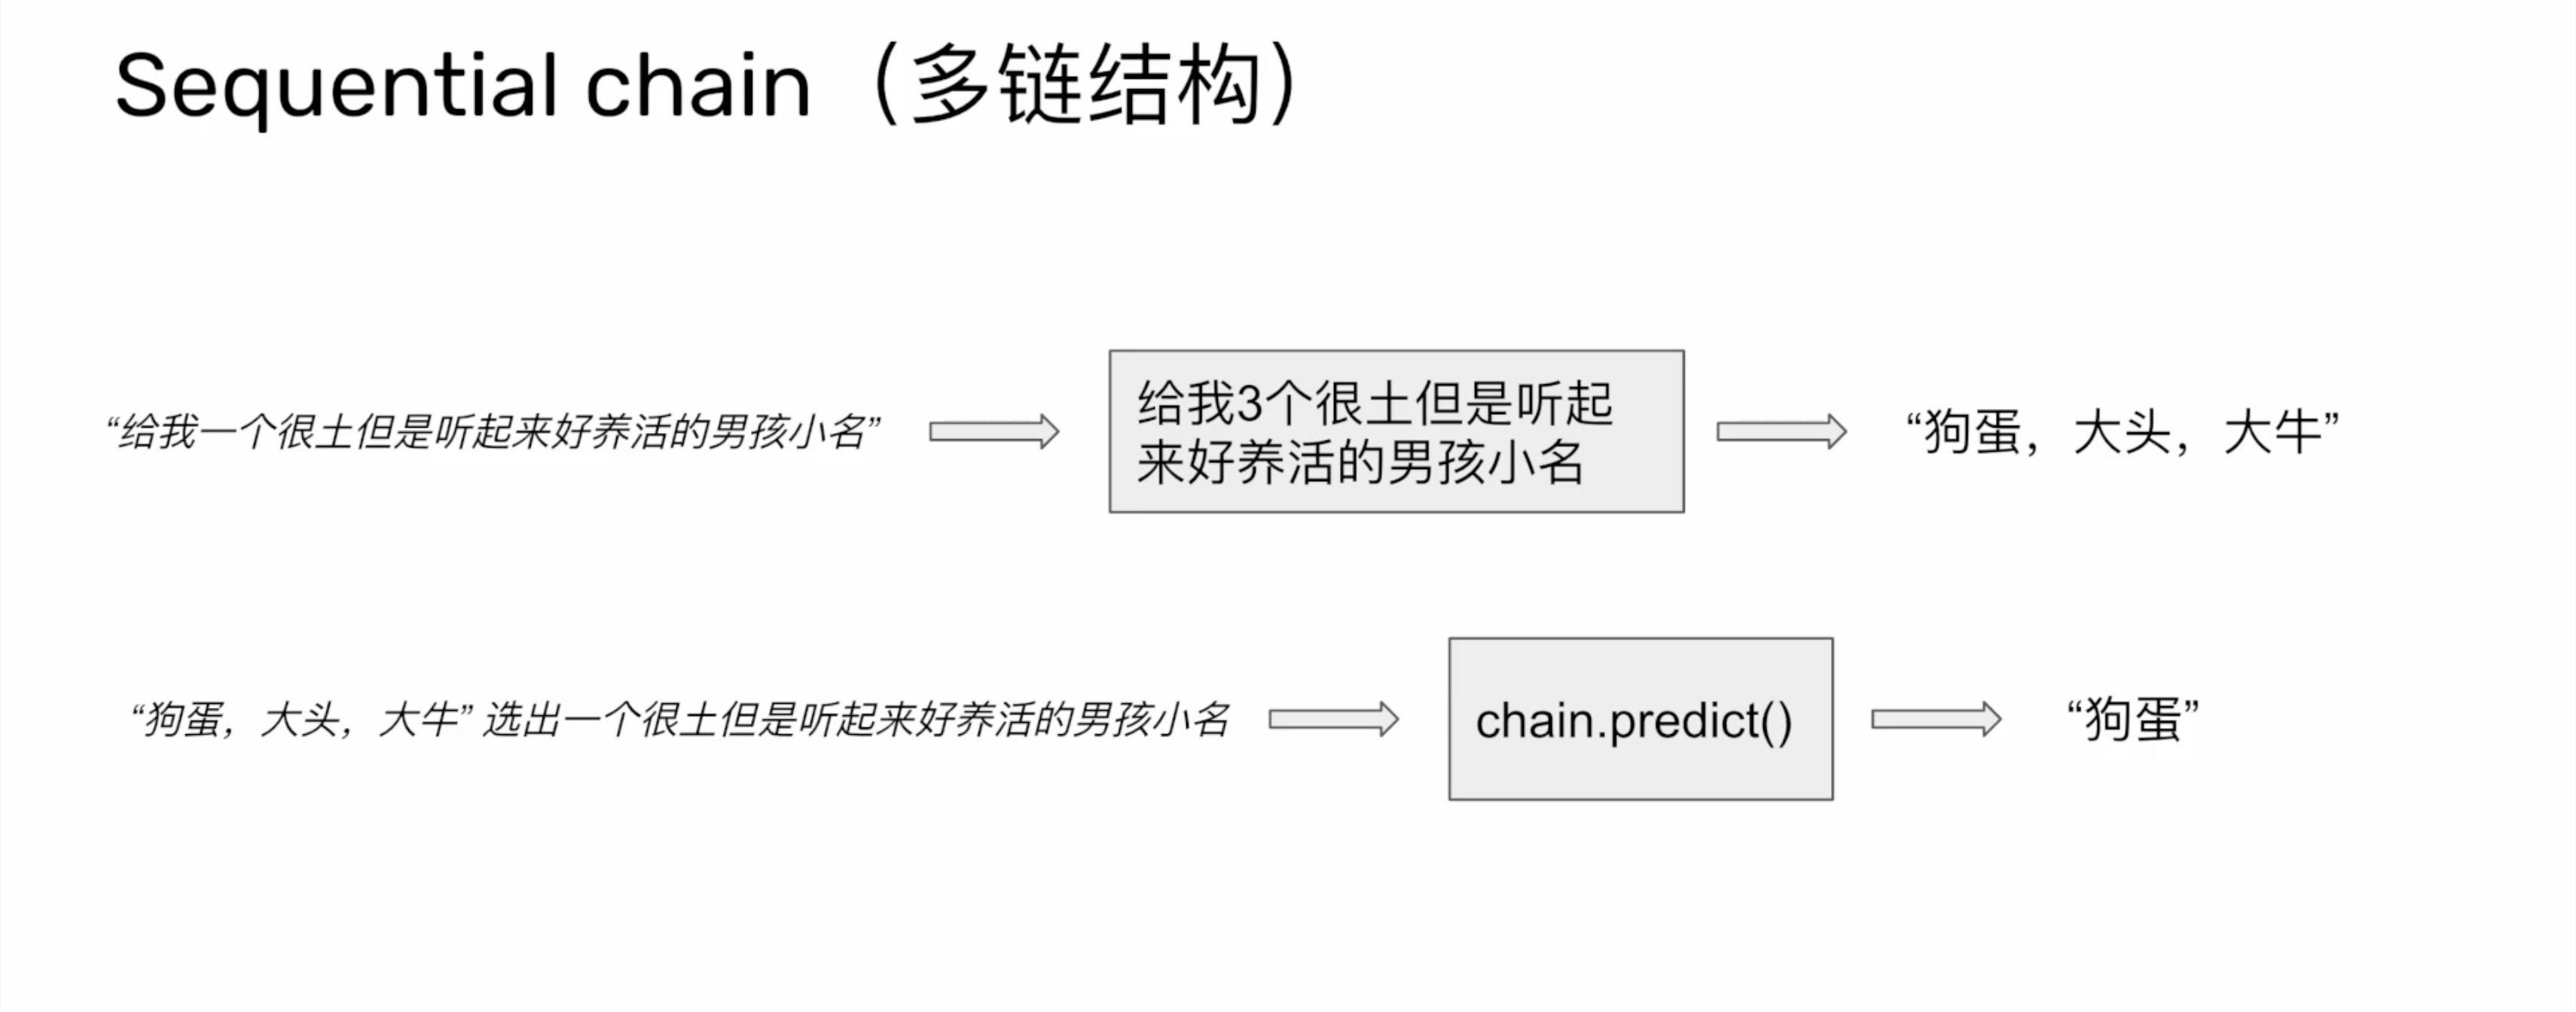 Sequential chain（多链结构）
“给我一个很土但是听起来好养活的男孩小名”
给我3个很土但是听起
来好养活的男孩小名
“狗蛋，大头，大牛”
“狗蛋，大头，大牛” 选出一个很土但是听起来好养活的男孩小名
chain.predict()
“狗蛋”